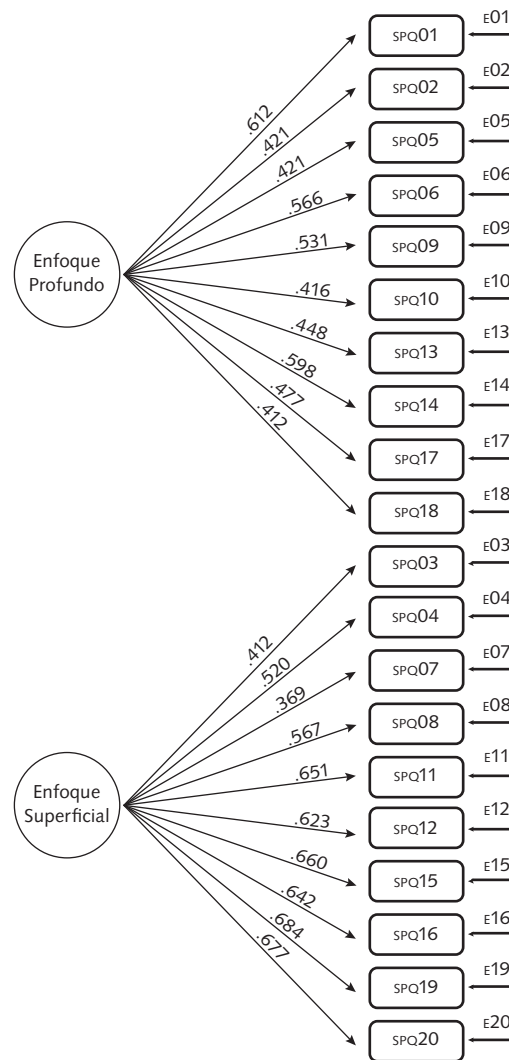 E01
SPQ01
E02
SPQ02
.612
E05
.421
SPQ05
.421
E06
.566
SPQ06
E09
.531
SPQ09
Enfoque
Profundo
E10
.416
SPQ10
E13
.448
SPQ13
.598
E14
.477
SPQ14
.412
E17
SPQ17
E18
SPQ18
E03
SPQ03
E04
SPQ04
.412
E07
.520
SPQ07
.369
E08
.567
SPQ08
E11
.651
SPQ11
Enfoque
Superficial
E12
.623
SPQ12
E15
.660
SPQ15
.642
E16
.684
SPQ16
.677
E19
SPQ19
E20
SPQ20